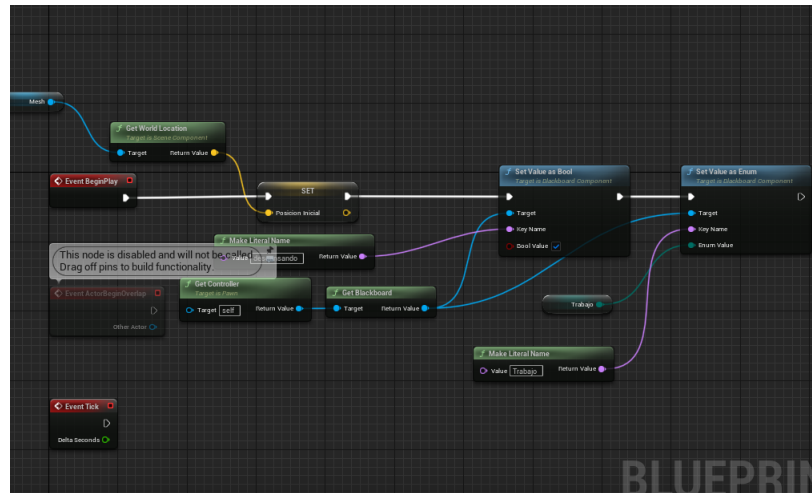 Mesh
Get World Location
Target is Scene Component
Target Return Value
Event BeginPlay
SET
Posicion Inicial
Set Value as Bool
Target is Blackboard Component
Target
Key Name
Bool Value
Set Value as Enum
Target is Blackboard Component
Target
Key Name
Enum Value
Make Literal Name
Return Value
This node is disabled and will not be called.
Drag off pins to build functionality.
Event ActorBeginOverlap
Other Actor
Get Controller
Target is Pawn
Target self Return Value
Get Blackboard
Target Return Value
Trabajo
Make Literal Name
Value Trabajo Return Value
Event Tick
Delta Seconds
BLUEPRIN